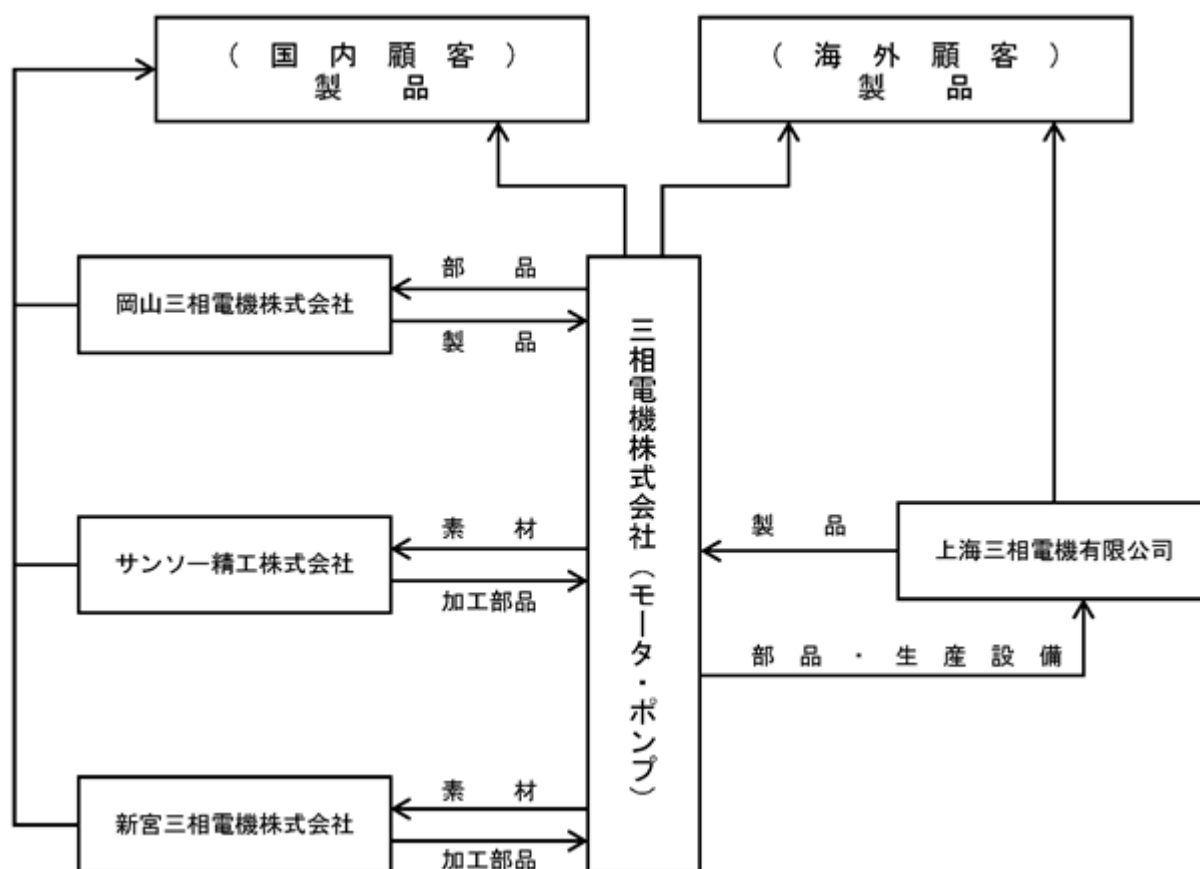 (国内顧客)
製品
(海外顧客)
製品
部品
岡山三相電機株式会社
製品
三相電機株式会社(モータ・ポンプ)
素材
サンソー精工株式会社
加工部品
製品
上海三相電機有限公司
部品・生産設備
素材
新宮三相電機株式会社
加工部品